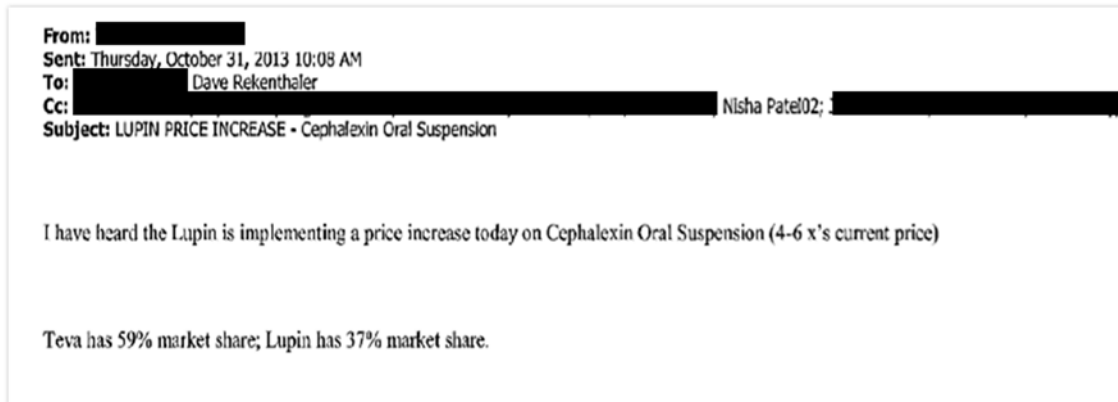 From:
Sent: Thursday, October 31, 2013 10:08 AM
To: Dave Rekenthaler
Cc: Nisha Patel02;
Subject: LUPIN PRICE INCREASE - Cephalexin Oral Suspension
I have heard the Lupin is implementing a price increase today on Cephalexin Oral Suspension (4-6 x's current price)
Teva has 59% market share; Lupin has 37% market share.